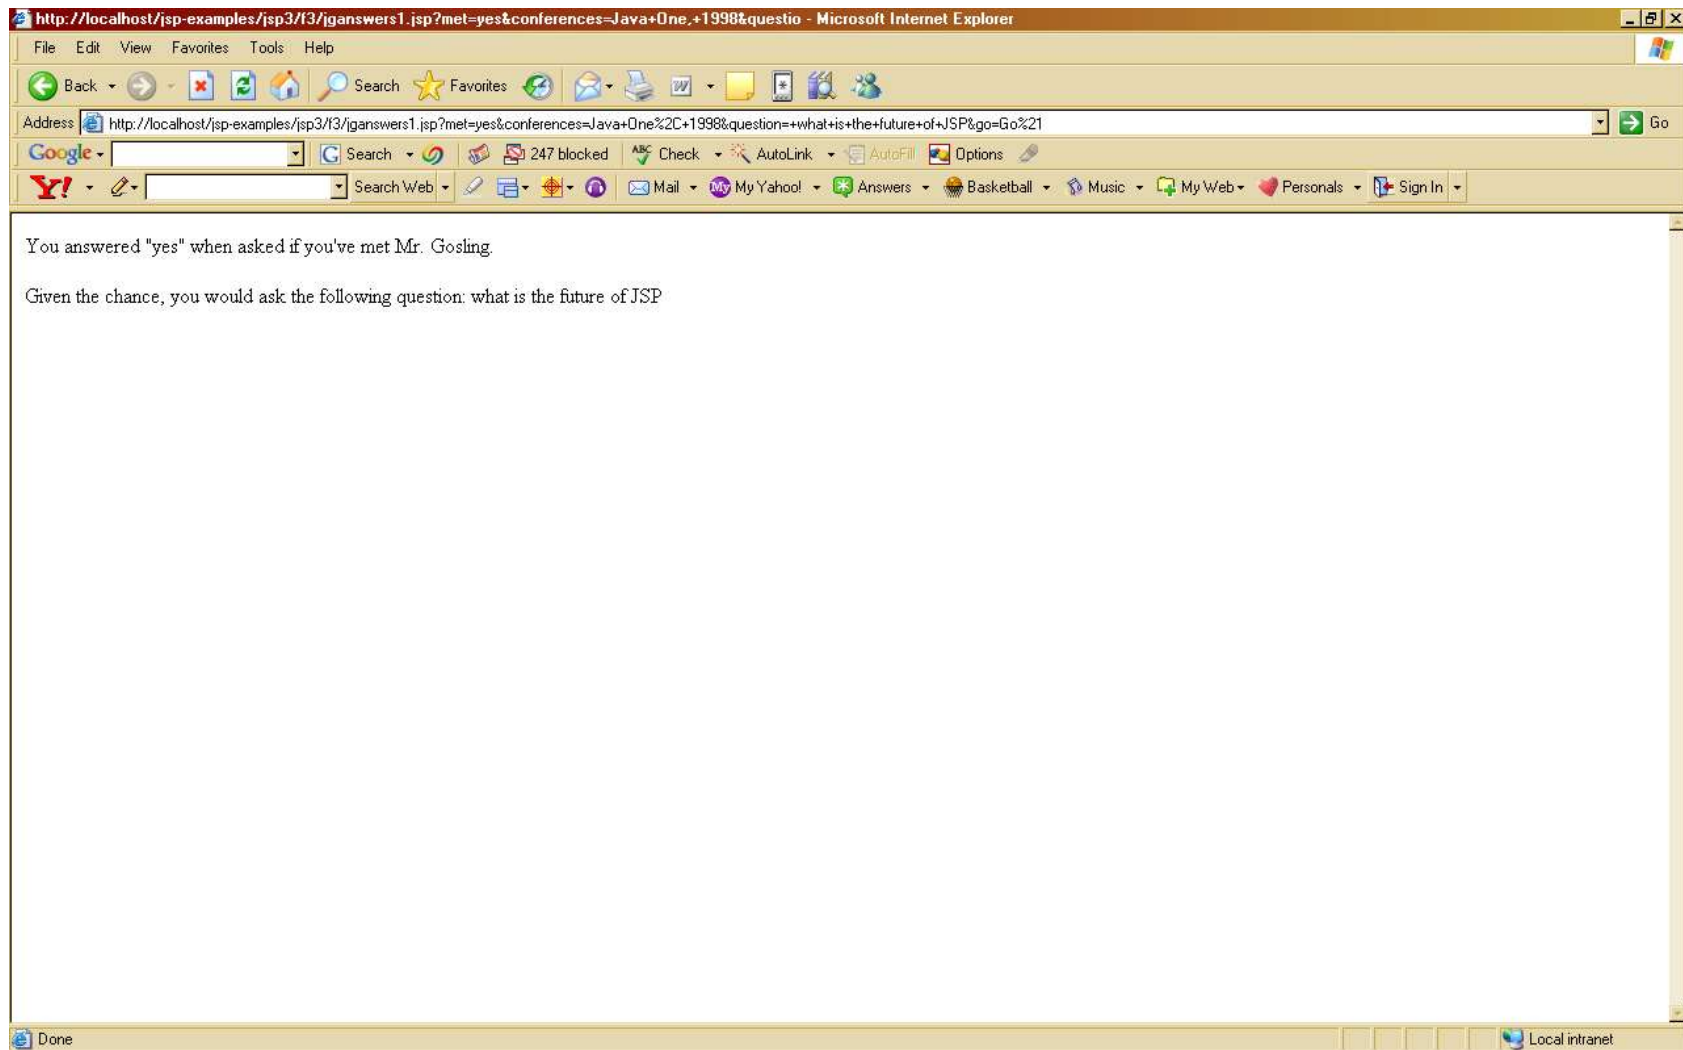 http://localhost/jsp-examples/jsp3/f3/jganswers1.jsp?met=yes&conferences=Java+One,+1998&questio - Microsoft Internet Explorer
File Edit View Favorites Tools Help
Back Search Favorites
Address http://localhost/jsp-examples/jsp3/f3/jganswers1.jsp?met=yes&conferences=Java+One%2C+1998&question=+what+is+the+future+of+JSP&go=Go%21 Go
Google G Search 247 blocked ABC Check AutoLink AutoFill Options
Y! Search Web Mail My My Yahoo! Answers Basketball Music My Web Personals Sign In
You answered "yes" when asked if you've met Mr. Gosling.
Given the chance, you would ask the following question: what is the future of JSP
Done Local intranet